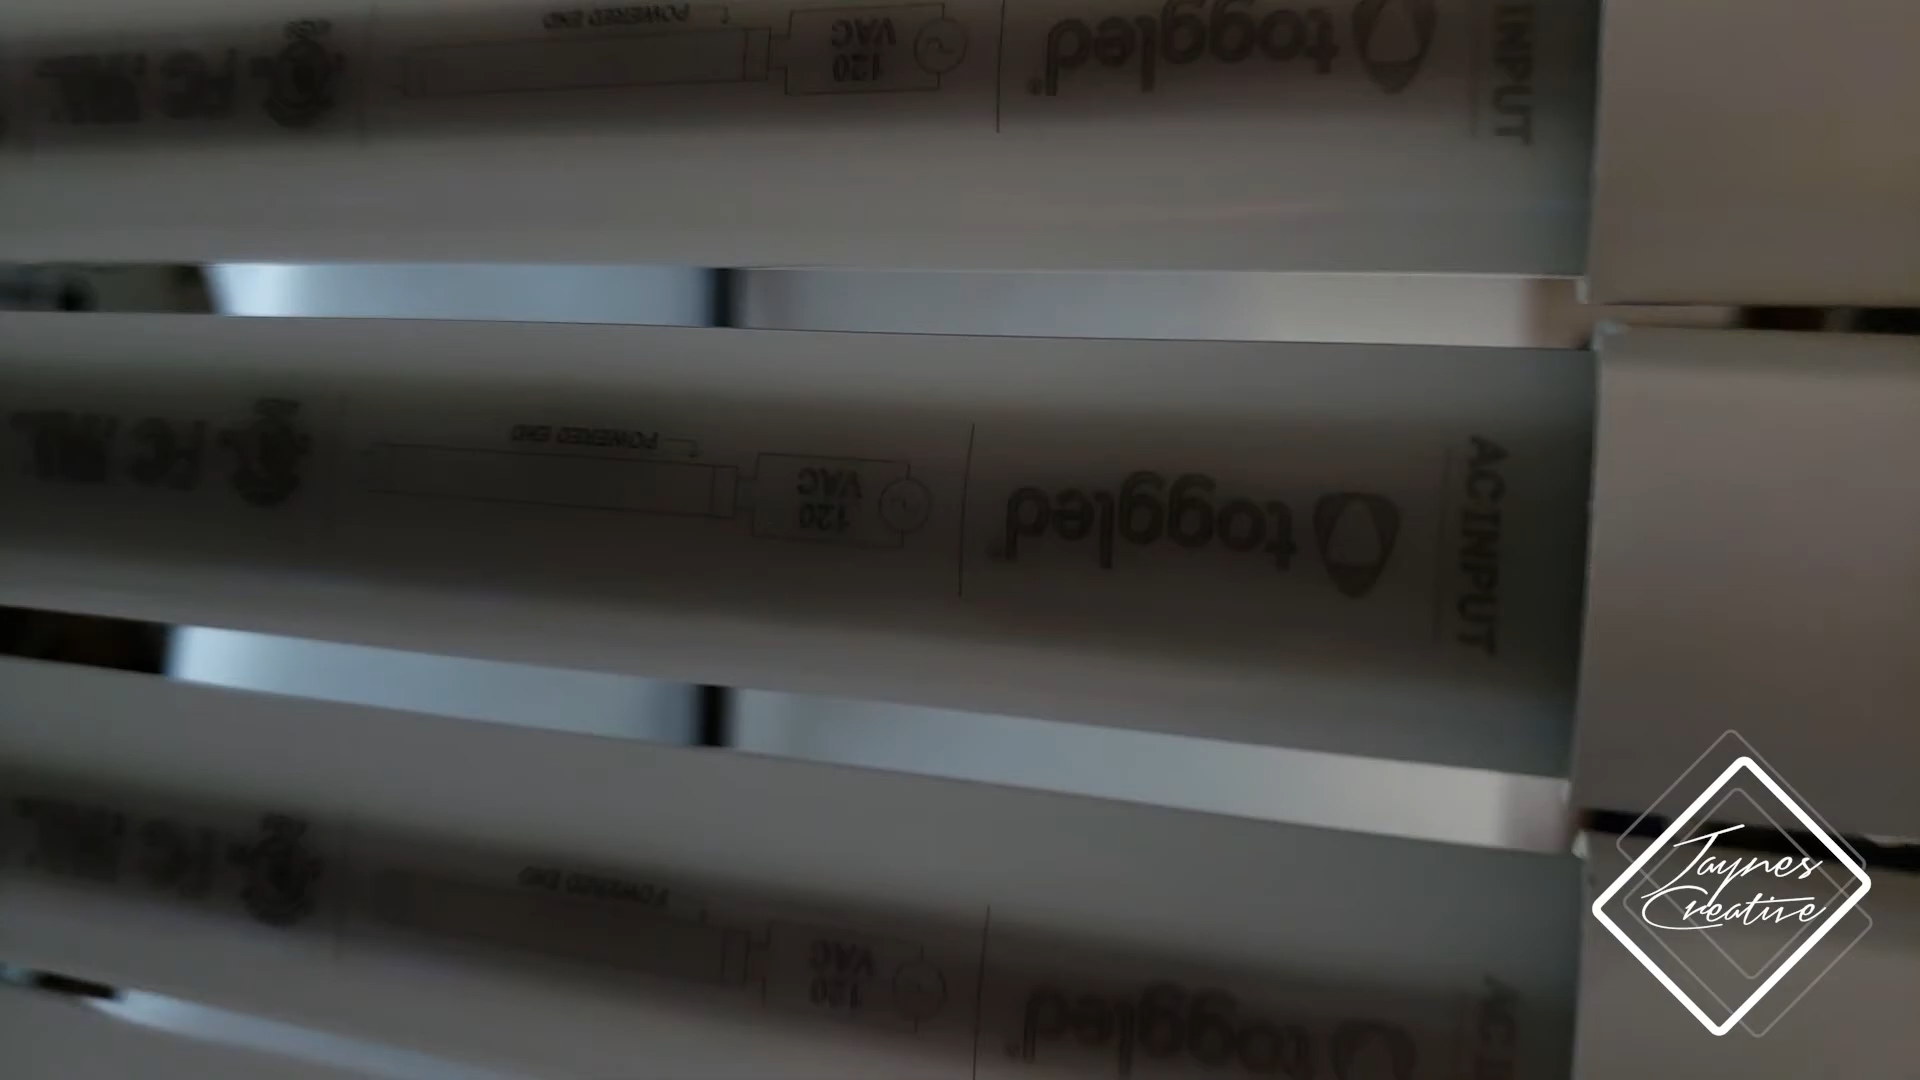 POWERED END
120
VAC
toggled
INPUT
POWERED END
120
VAC
toggled
AC INPUT
POWERED END
120
VAC
toggled
AC
Jaynes
Creative